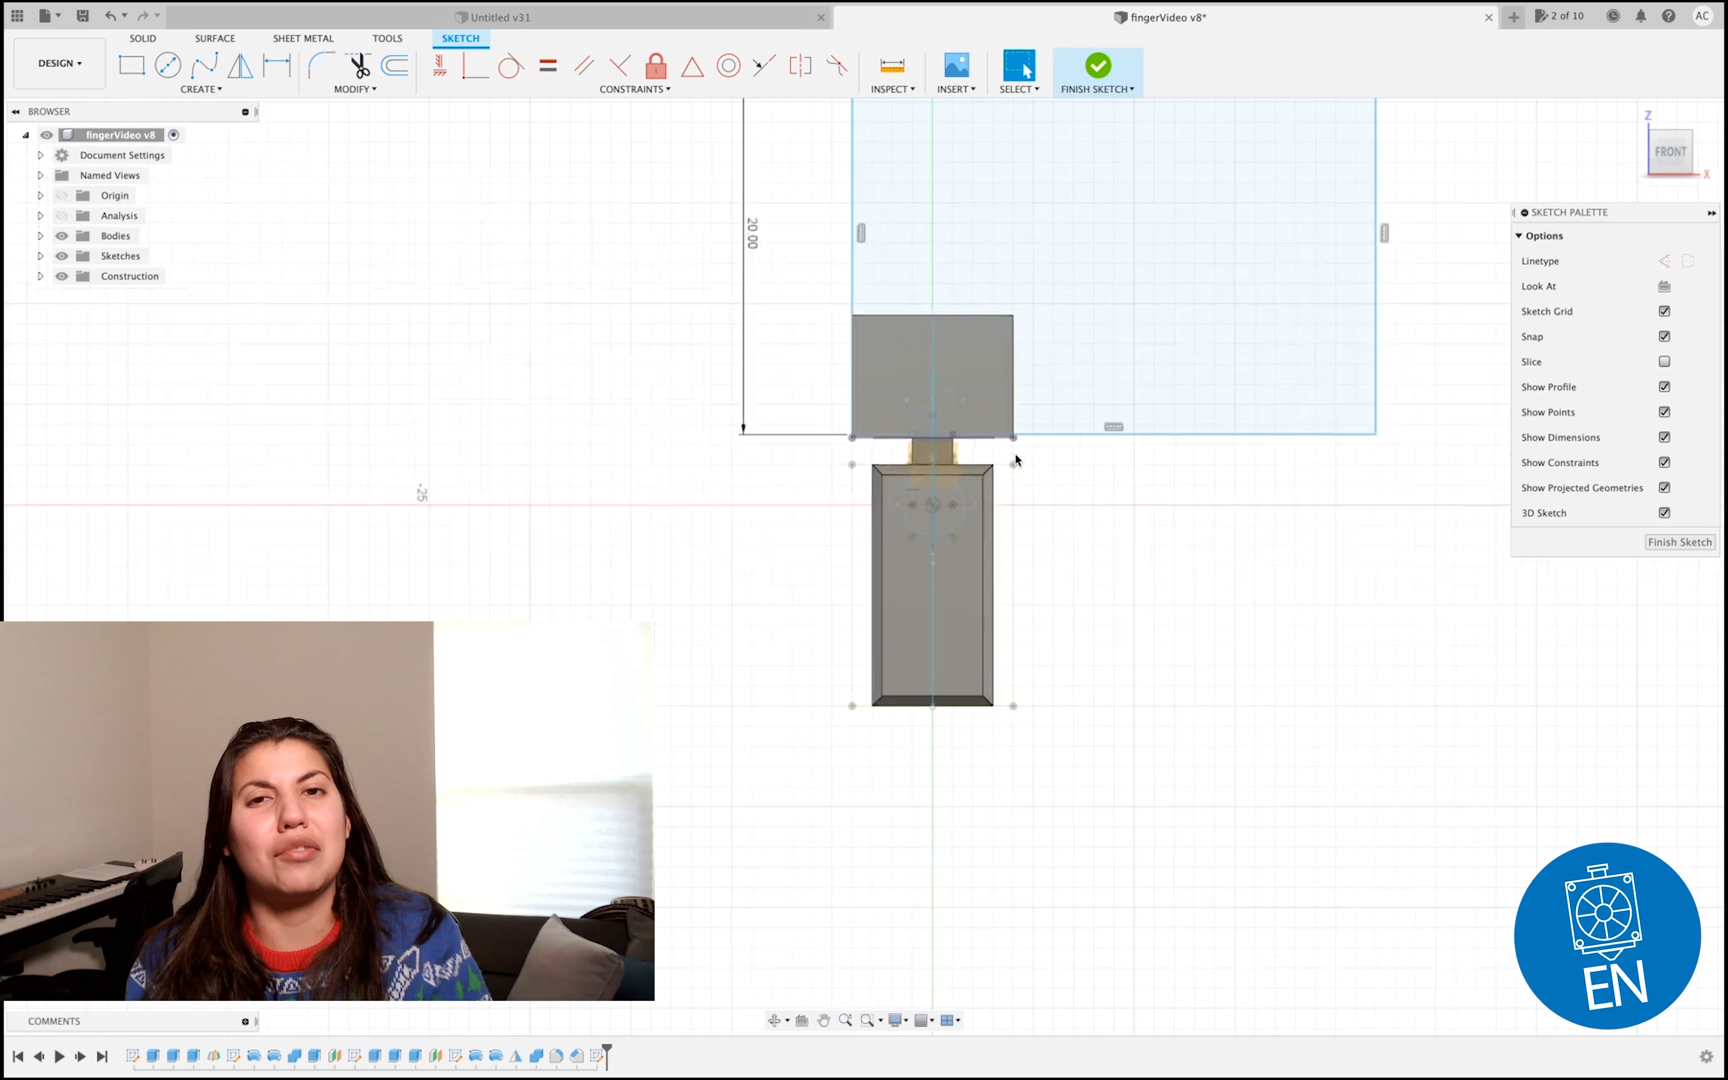 Untitled v31
fingerVideo v8*
2 of 10
AC
DESIGN
SOLID
SURFACE
SHEET METAL
TOOLS
SKETCH
CREATE
MODIFY
CONSTRAINTS
INSPECT
INSERT
SELECT
FINISH SKETCH
BROWSER
fingerVideo v8
Document Settings
Named Views
Origin
Analysis
Bodies
Sketches
Construction
20.00
-25
Z
FRONT
X
SKETCH PALETTE
Options
Linetype
Look At
Sketch Grid
Snap
Slice
Show Profile
Show Points
Show Dimensions
Show Constraints
Show Projected Geometries
3D Sketch
Finish Sketch
EN
COMMENTS